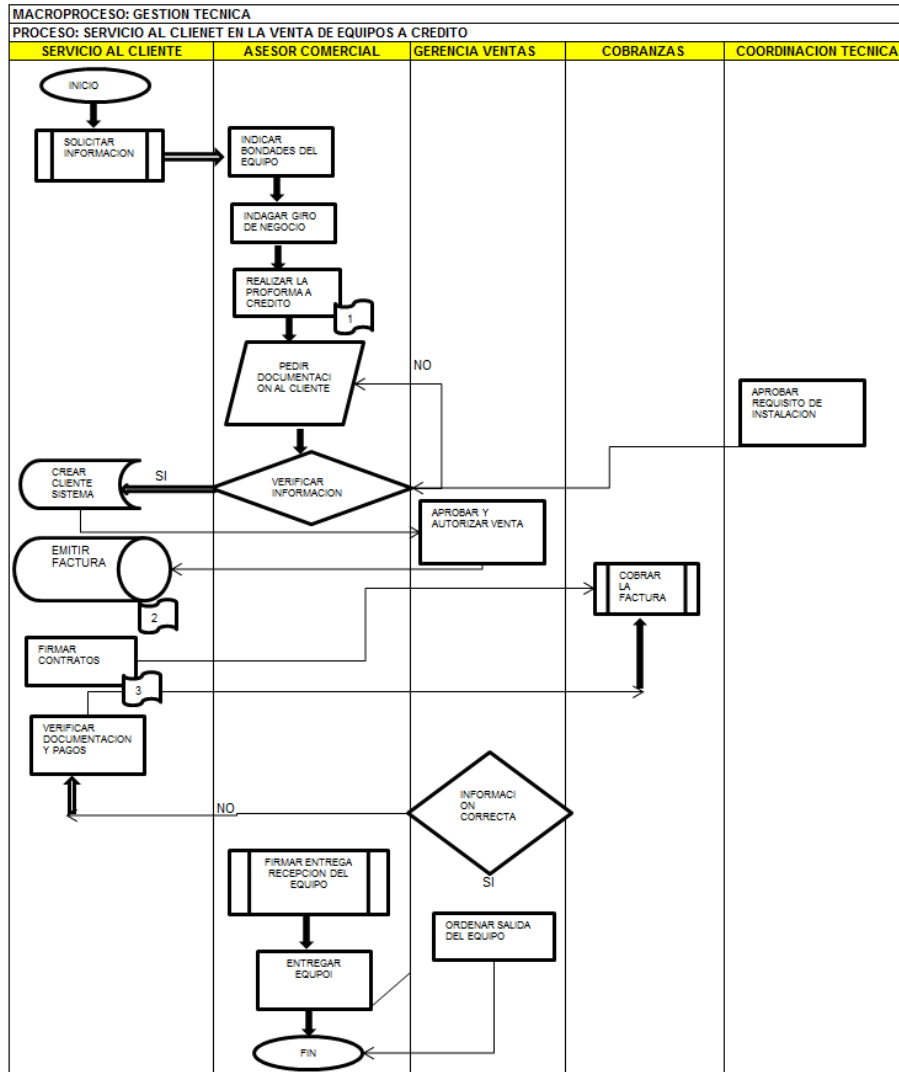 MACROPROCESO: GESTION TECNICA
PROCESO: SERVICIO AL CLIENET EN LA VENTA DE EQUIPOS A CREDITO
SERVICIO AL CLIENTE
ASESOR COMERCIAL
GERENCIA VENTAS
COBRANZAS
COORDINACION TECNICA
INICIO
SOLICITAR
INFORMACION
INDICAR
BONDADES DEL
EQUIPO
INDAGAR GIRO
DE NEGOCIO
REALIZAR LA
PROFORMA A
CREDITO
1
PEDIR
DOCUMENTACI
ON AL CLIENTE
NO
APROBAR
REQUISITO DE
INSTALACION
VERIFICAR
INFORMACION
SI
CREAR
CLIENTE
SISTEMA
APROBAR Y
AUTORIZAR VENTA
EMITIR
FACTURA
2
COBRAR
LA
FACTURA
FIRMAR
CONTRATOS
3
VERIFICAR
DOCUMENTACION
Y PAGOS
INFORMACI
ON
CORRECTA
NO
SI
FIRMAR ENTREGA
RECEPCION DEL
EQUIPO
ORDENAR SALIDA
DEL EQUIPO
ENTREGAR
EQUPOI
FIN